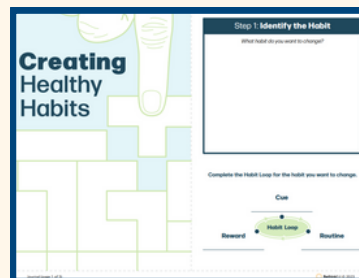 Creating
Healthy
Habits
Step 1: Identify the Habit
What habit do you want to change?
Complete the Habit Loop for the habit you want to change.
Cue
Habit Loop
Reward
Routine